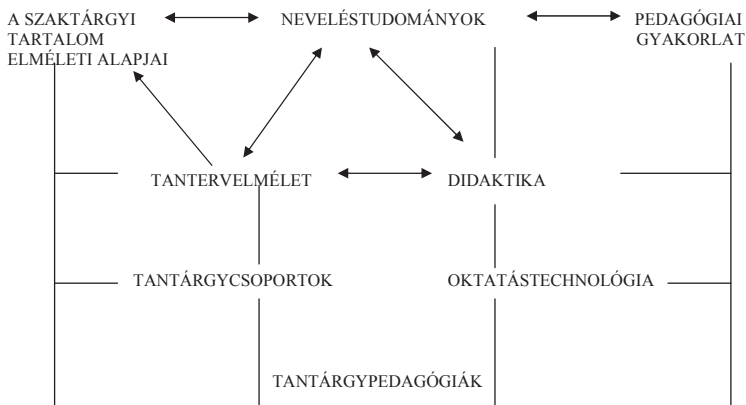 A SZAKTÁRGYI
TARTALOM
ELMÉLETI ALAPJAI
NEVELÉSTUDOMÁNYOK
PEDAGÓGIAI
GYAKORLAT
TANTERVELMÉLET
DIDAKTIKA
TANTÁRGYCSOPORTOK
OKTATÁSTECHNOLÓGIA
TANTÁRGYPEDAGÓGIÁK